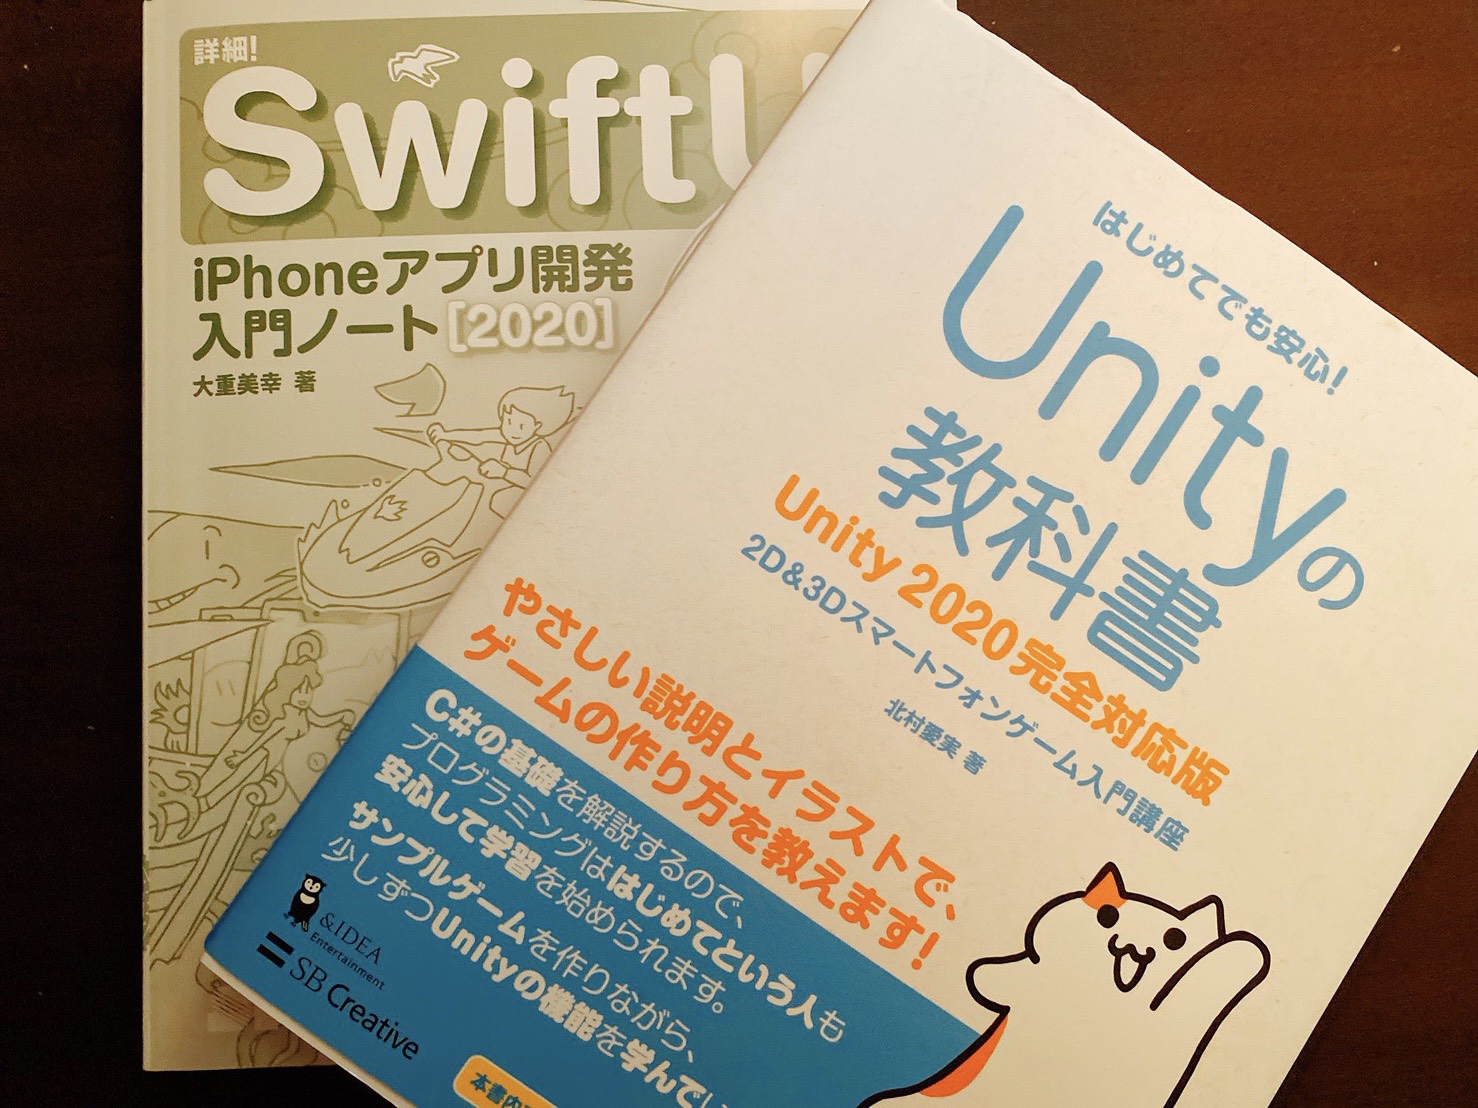 詳細!
SwiftU
iPhoneアプリ開発
入門ノート[2020]
大重美幸 著
はじめてでも安心!
Unityの
教科書
Unity 2020完全対応版
2D&3Dスマートフォンゲーム入門講座
北村愛実 著
やさしい説明とイラストで、
ゲームの作り方を教えます!
C#の基礎を解説するので、
プログラミングははじめてという人も
安心して学習を始められます。
サンプルゲームを作りながら、
少しずつUnityの機能を学んでい
&IDEA
Entertainment
SB Creative
本書内